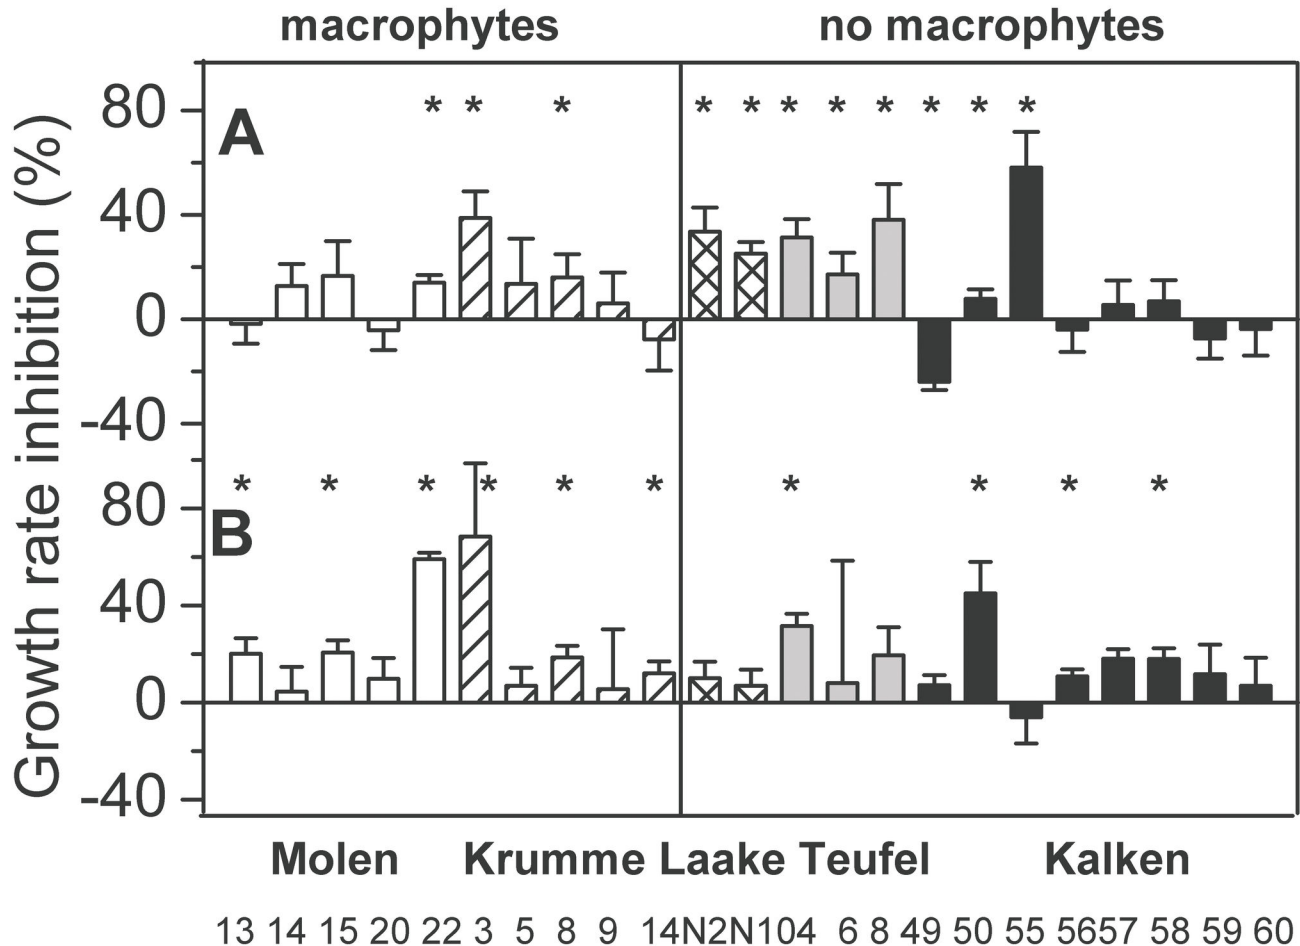 macrophytes no macrophytes
Growth rate inhibition (%)
A
* * * * * * * * * * *
80
40
0
-40
B
* * * * * * * * * *
80
40
0
-40
Molen Krumme Laake Teufel Kalken
13 14 15 20 22 3 5 8 9 14N2N104 6 8 49 50 55 5657 58 59 60